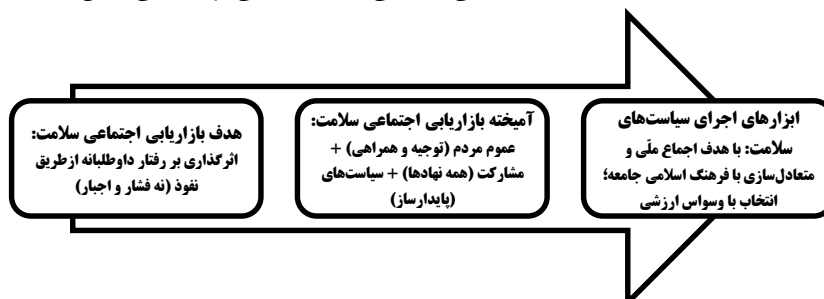 ابزارهای اجرای سیاست‌های
سلامت: با هدف اجماع ملّی و
متعادل‌سازی با فرهنگ اسلامی جامعه؛
انتخاب با وسواس ارزشی
آمیخته بازاریابی اجتماعی سلامت:
عموم مردم (توجیه و همراهی) +
مشارکت (همه نهادها) + سیاست‌های
(پایدارساز)
هدف بازاریابی اجتماعی سلامت:
اثرگذاری بر رفتار داوطلبانه ازطریق
نفوذ (نه فشار و اجبار)